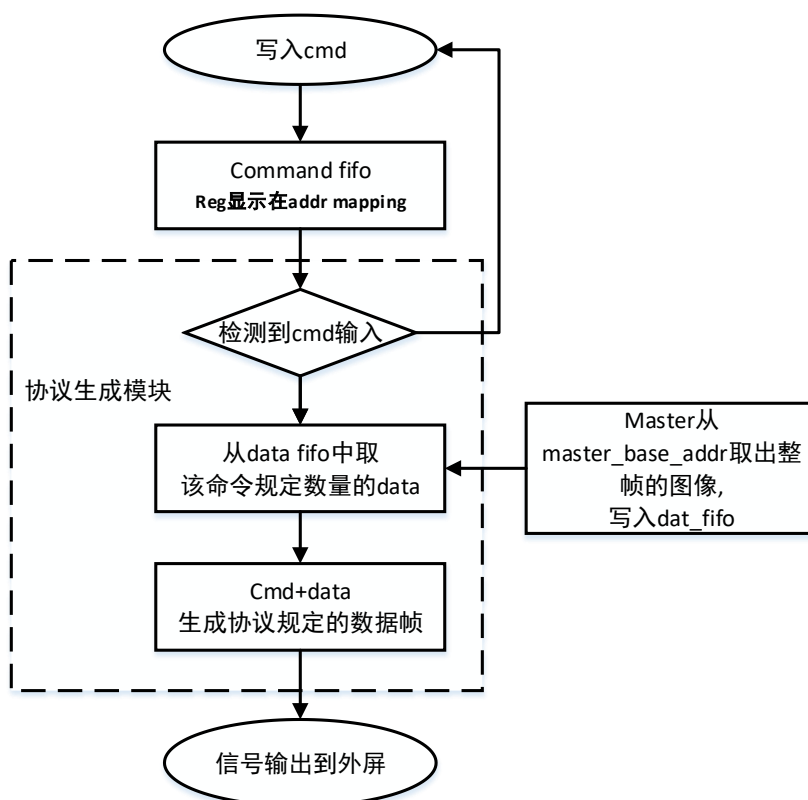 写入cmd
Command fifo
Reg显示在addr mapping
检测到cmd输入
协议生成模块
从data fifo中取
该命令规定数量的data
Master从
master_base_addr取出整
帧的图像,
写入dat_fifo
Cmd+data
生成协议规定的数据帧
信号输出到外屏